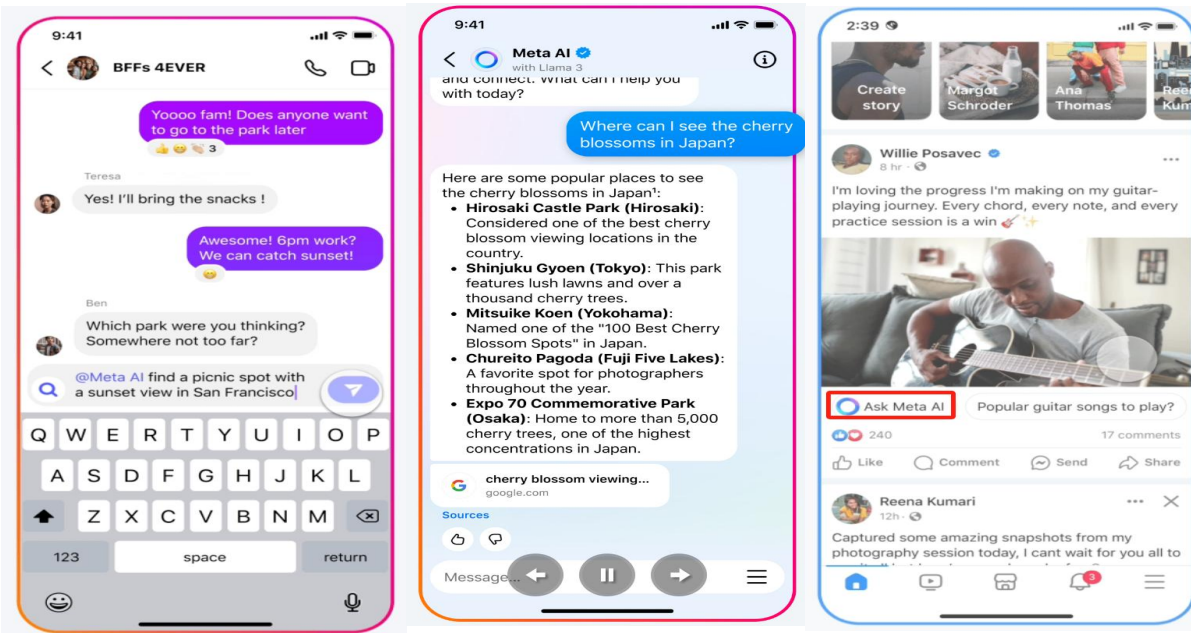 9:41
BFFs 4EVER
Yoooo fam! Does anyone want
to go to the park later
3
Teresa
Yes! I'll bring the snacks !
Awesome! 6pm work?
We can catch sunset!
Ben
Which park were you thinking?
Somewhere not too far?
@Meta AI find a picnic spot with
a sunset view in San Francisco
Q W E R T Y U I O P
A S D F G H J K L
Z X C V B N M
123 space return
9:41
Meta AI
with Llama 3
and connect. What can I help you
with today?
Where can I see the cherry
blossoms in Japan?
Here are some popular places to see
the cherry blossoms in Japan¹:
• Hirosaki Castle Park (Hirosaki):
Considered one of the best cherry
blossom viewing locations in the
country.
• Shinjuku Gyoen (Tokyo): This park
features lush lawns and over a
thousand cherry trees.
• Mitsuike Koen (Yokohama):
Named one of the "100 Best Cherry
Blossom Spots" in Japan.
• Chureito Pagoda (Fuji Five Lakes):
A favorite spot for photographers
throughout the year.
• Expo 70 Commemorative Park
(Osaka): Home to more than 5,000
cherry trees, one of the highest
concentrations in Japan.
G
cherry blossom viewing...
google.com
Sources
Message...
2:39
Create
story
Margot
Schroder
Ana
Thomas
Ree
Kum
Willie Posavec
8 hr ·
I'm loving the progress I'm making on my guitar-
playing journey. Every chord, every note, and every
practice session is a win
Ask Meta AI
Popular guitar songs to play?
240
17 comments
Like Comment Send Share
Reena Kumari
12h ·
Captured some amazing snapshots from my
photography session today, I cant wait for you all to
3